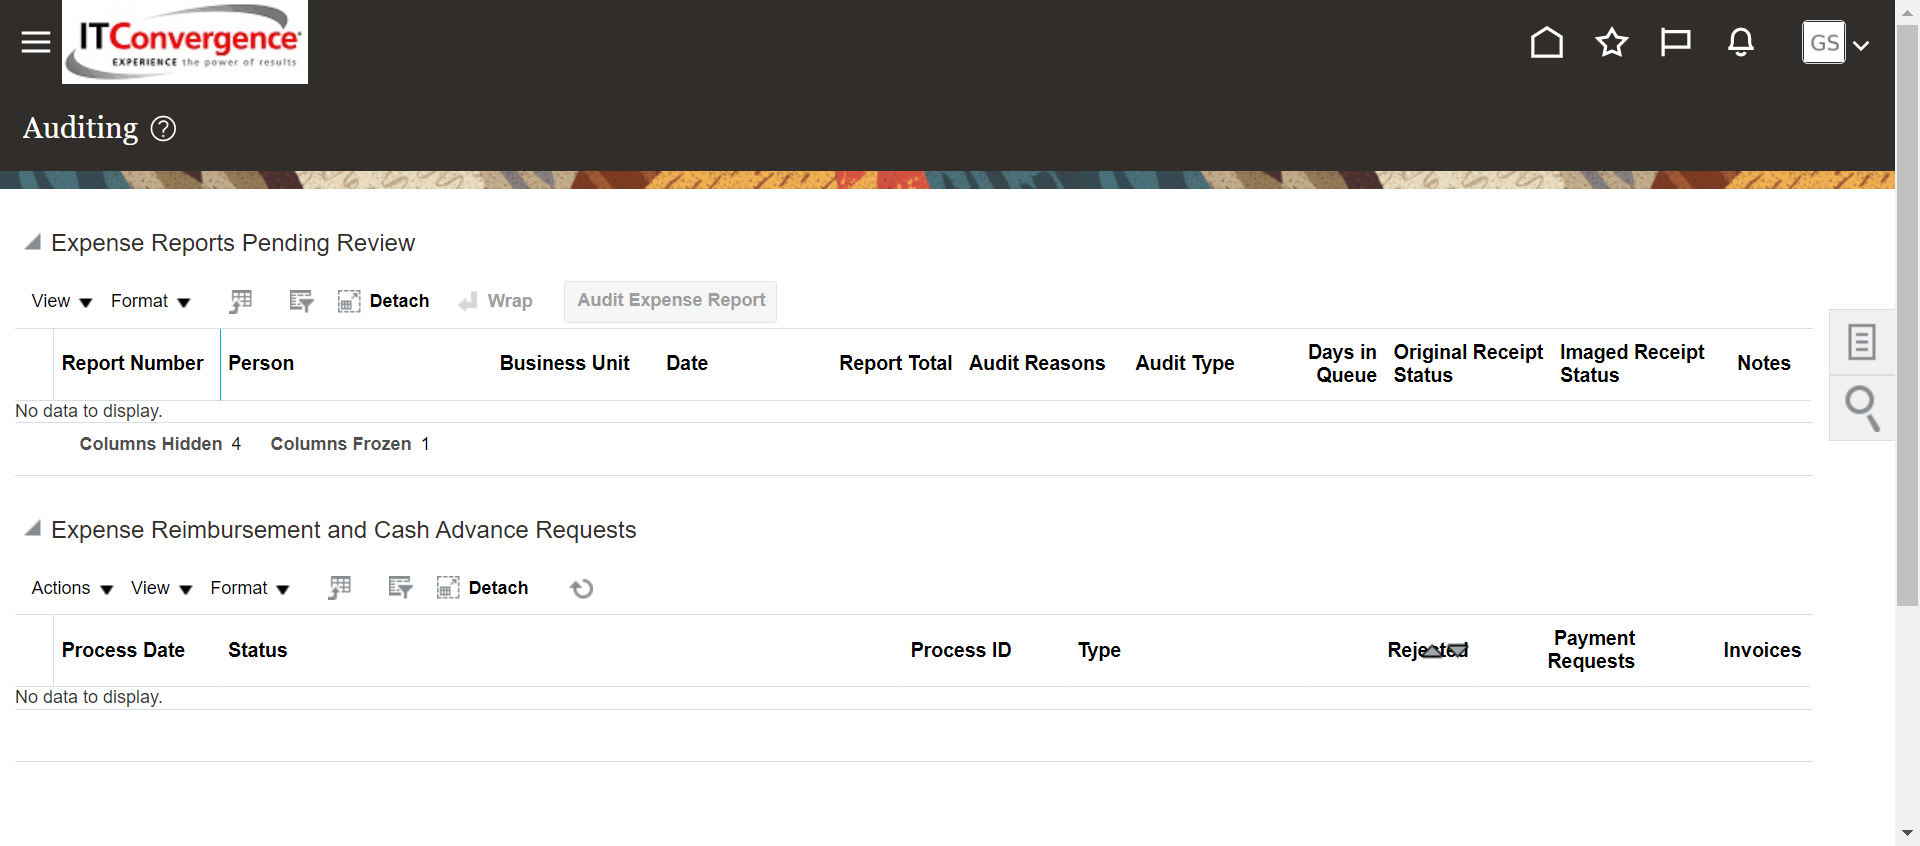 ITConvergence
EXPERIENCE the power of results
GS
Auditing ?
Expense Reports Pending Review
View Format Detach Wrap Audit Expense Report
Report Number Person Business Unit Date Report Total Audit Reasons Audit Type Days in Queue Original Receipt Status Imaged Receipt Status Notes
No data to display.
Columns Hidden 4 Columns Frozen 1
Expense Reimbursement and Cash Advance Requests
Actions View Format Detach
Process Date Status Process ID Type Rejected Payment Requests Invoices
No data to display.